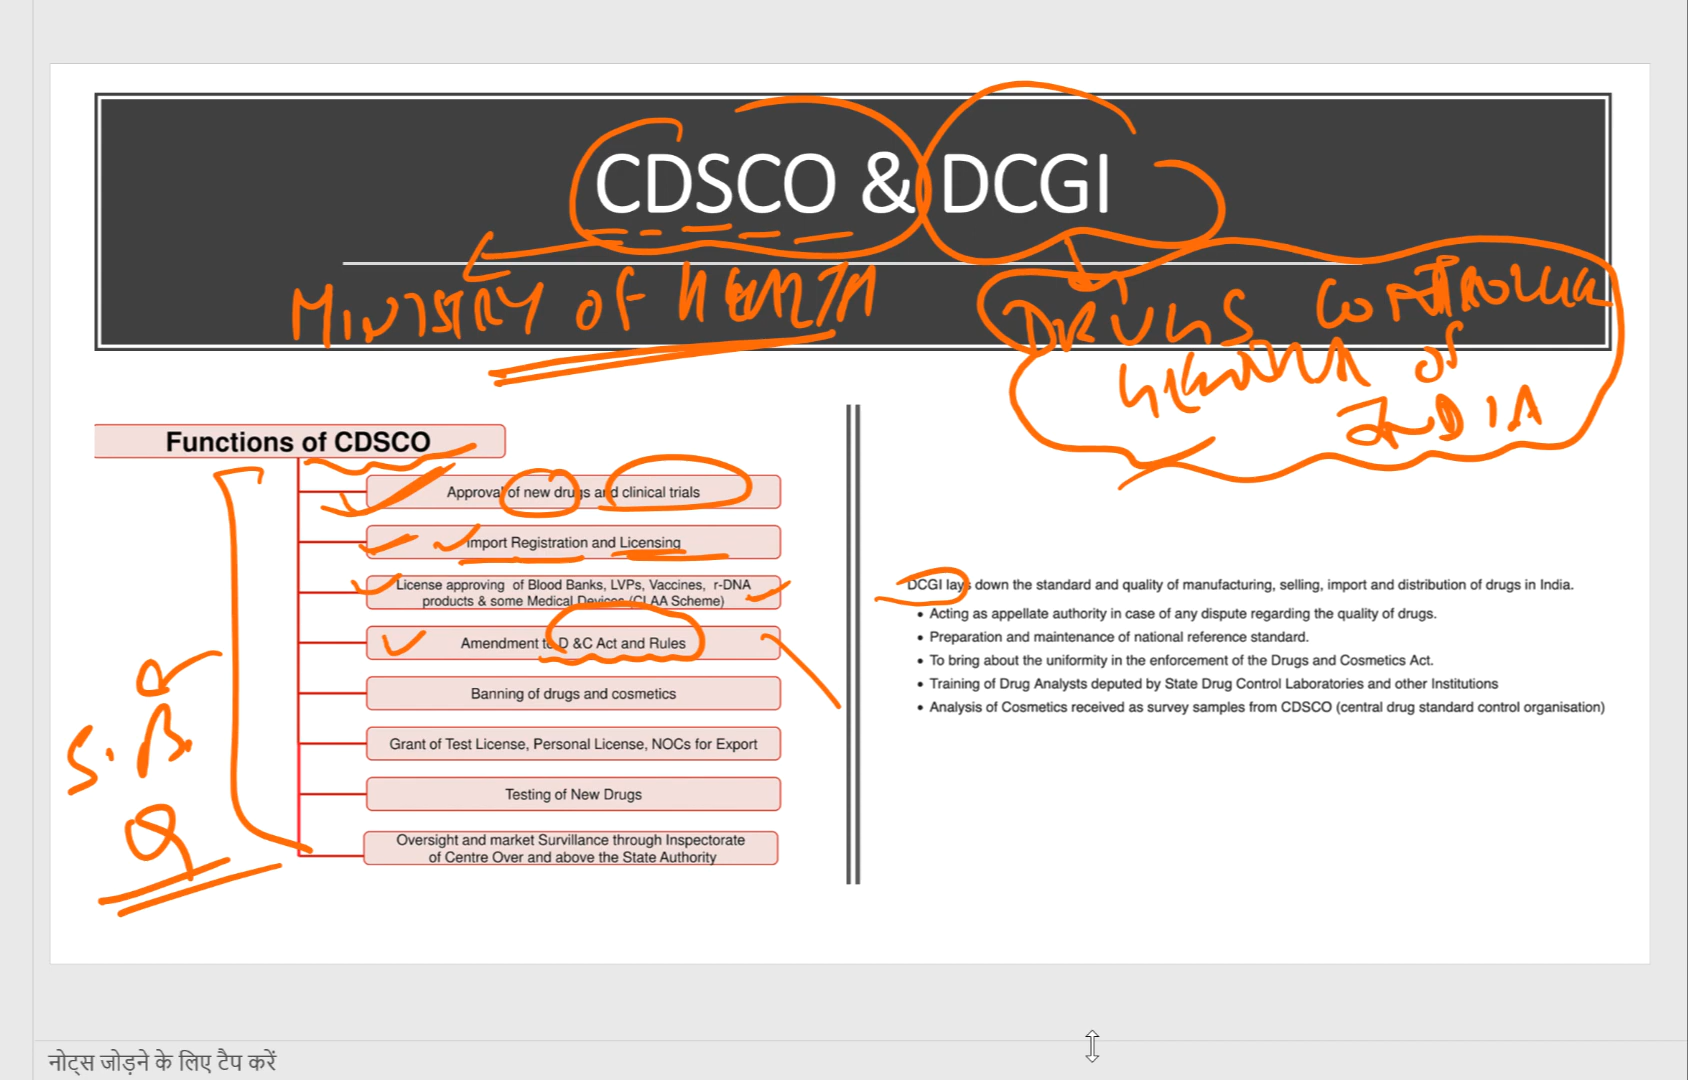 CDSCO & DCGI
MINISTRY OF HEALTH
DRUGS CONTROLLER
OF
INDIA
Functions of CDSCO
Approval of new drugs and clinical trials
Import Registration and Licensing
License approving of Blood Banks, LVPs, Vaccines, r-DNA
products & some Medical Devices (CLAA Scheme)
Amendment to D &C Act and Rules
Banning of drugs and cosmetics
Grant of Test License, Personal License, NOCs for Export
Testing of New Drugs
Oversight and market Survillance through Inspectorate
of Centre Over and above the State Authority
S. B.
Q
DCGI lays down the standard and quality of manufacturing, selling, import and distribution of drugs in India.
• Acting as appellate authority in case of any dispute regarding the quality of drugs.
• Preparation and maintenance of national reference standard.
• To bring about the uniformity in the enforcement of the Drugs and Cosmetics Act.
• Training of Drug Analysts deputed by State Drug Control Laboratories and other Institutions
• Analysis of Cosmetics received as survey samples from CDSCO (central drug standard control organisation)
नोट्स जोड़ने के लिए टैप करें